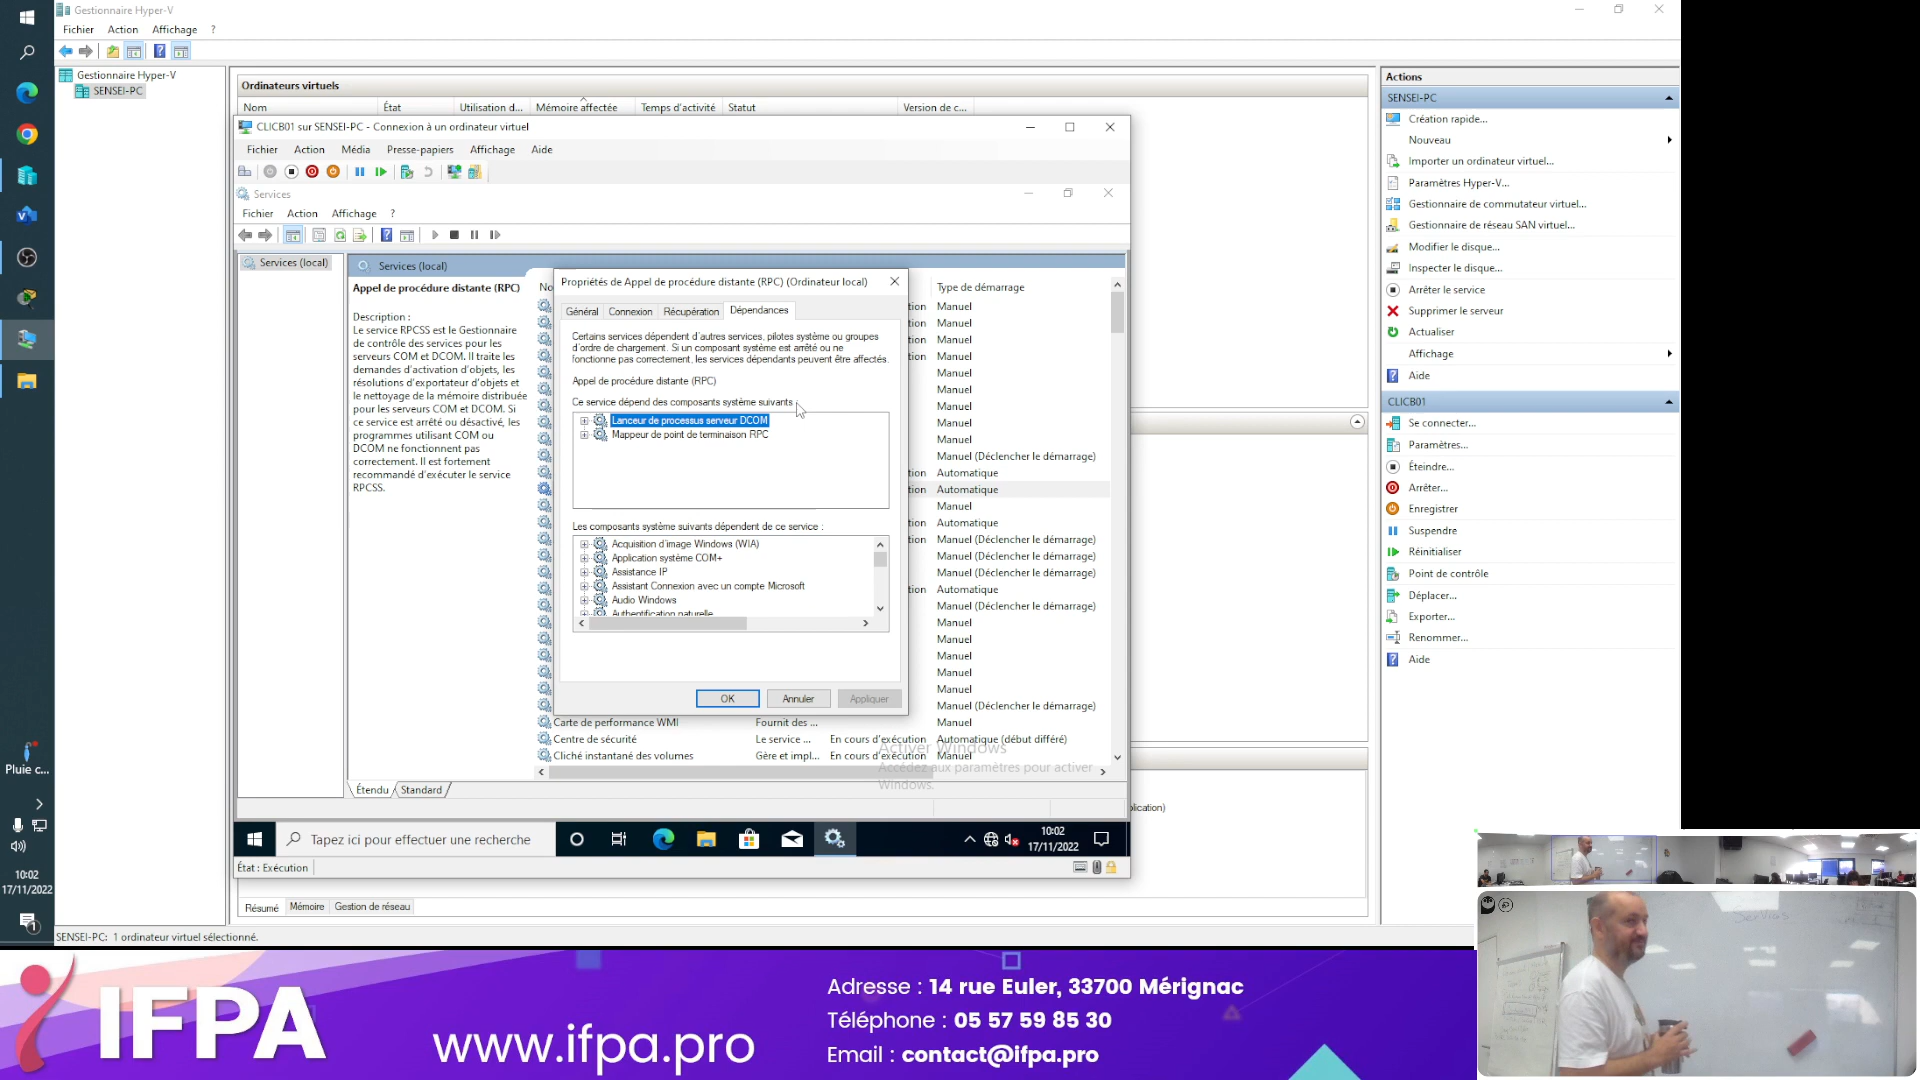 Gestionnaire Hyper-V
Fichier Action Affichage ?
Gestionnaire Hyper-V
SENSEI-PC
Ordinateurs virtuels
Nom État Utilisation d... Mémoire affectée Temps d'activité Statut Version de c...
CLICB01 sur SENSEI-PC - Connexion à un ordinateur virtuel
Fichier Action Média Presse-papiers Affichage Aide
Services
Fichier Action Affichage ?
Services (local)
Services (local)
Appel de procédure distante (RPC)
Description :
Le service RPCSS est le Gestionnaire
de contrôle des services pour les
serveurs COM et DCOM. Il traite les
demandes d'activation d'objets, les
résolutions d'exportateur d'objets et
le nettoyage de la mémoire distribuée
pour les serveurs COM et DCOM. Si
ce service est arrêté ou désactivé, les
programmes utilisant COM ou
DCOM ne fonctionnent pas
correctement. Il est fortement
recommandé d'exécuter le service
RPCSS.
Propriétés de Appel de procédure distante (RPC) (Ordinateur local)
Général Connexion Récupération Dépendances
Certains services dépendent d'autres services, pilotes système ou groupes
d'ordre de chargement. Si un composant système est arrêté ou ne
fonctionne pas correctement, les services dépendants peuvent être affectés.
Appel de procédure distante (RPC)
Ce service dépend des composants système suivants
Lanceur de processus serveur DCOM
Mappeur de point de terminaison RPC
Les composants système suivants dépendent de ce service :
Acquisition d'image Windows (WIA)
Application système COM+
Assistance IP
Assistant Connexion avec un compte Microsoft
Audio Windows
Authentification naturelle
OK Annuler Appliquer
No Type de démarrage
tion Manuel
tion Manuel
tion Manuel
tion Manuel
Manuel
Manuel
Manuel
Manuel
Manuel
Manuel (Déclencher le démarrage)
tion Automatique
tion Automatique
Manuel
tion Automatique
tion Manuel (Déclencher le démarrage)
Manuel (Déclencher le démarrage)
Manuel (Déclencher le démarrage)
tion Automatique
Manuel (Déclencher le démarrage)
Manuel
Manuel
Manuel
Manuel
Manuel
Manuel (Déclencher le démarrage)
Carte de performance WMI Fournit des ... Manuel
Centre de sécurité Le service ... En cours d'exécution Automatique (début différé)
Cliché instantané des volumes Gère et impl... En cours d'exécution Manuel
Activer Windows
Accédez aux paramètres pour activer
Windows.
Étendu Standard
lication)
Tapez ici pour effectuer une recherche
10:02
17/11/2022
État : Exécution
Résumé Mémoire Gestion de réseau
SENSEI-PC: 1 ordinateur virtuel sélectionné.
Actions
SENSEI-PC
Création rapide...
Nouveau
Importer un ordinateur virtuel...
Paramètres Hyper-V...
Gestionnaire de commutateur virtuel...
Gestionnaire de réseau SAN virtuel...
Modifier le disque...
Inspecter le disque...
Arrêter le service
Supprimer le serveur
Actualiser
Affichage
Aide
CLICB01
Se connecter...
Paramètres...
Éteindre...
Arrêter...
Enregistrer
Suspendre
Réinitialiser
Point de contrôle
Déplacer...
Exporter...
Renommer...
Aide
Pluie c...
10:02
17/11/2022
1
IFPA
www.ifpa.pro
Adresse : 14 rue Euler, 33700 Mérignac
Téléphone : 05 57 59 85 30
Email : contact@ifpa.pro